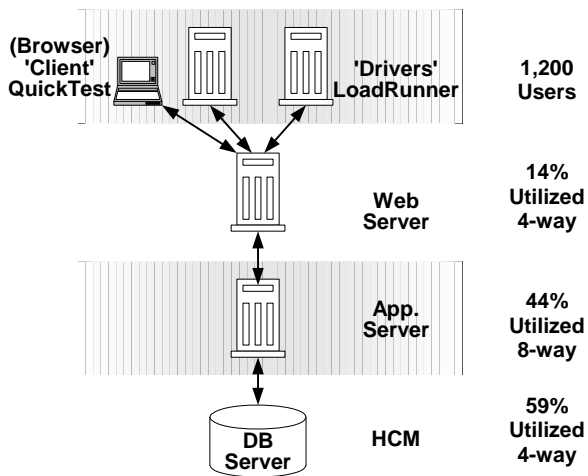 (Browser)
'Client'
QuickTest
'Drivers'
LoadRunner
1,200
Users
Web
Server
14%
Utilized
4-way
App.
Server
44%
Utilized
8-way
DB
Server
HCM
59%
Utilized
4-way